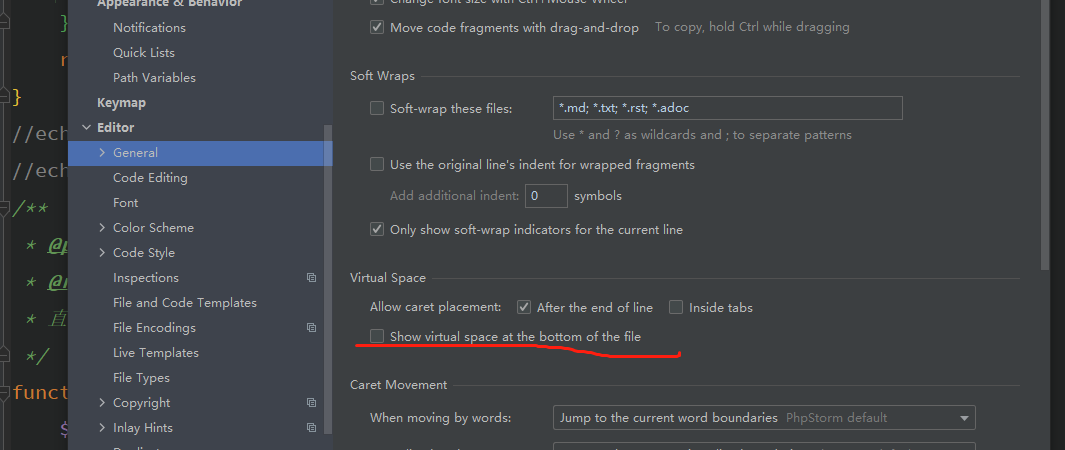 Appearance & Behavior
Notifications
Quick Lists
Path Variables
Keymap
Editor
General
Code Editing
Font
Color Scheme
Code Style
Inspections
File and Code Templates
File Encodings
Live Templates
File Types
Copyright
Inlay Hints
Change font size with Ctrl+Mouse Wheel
Move code fragments with drag-and-drop To copy, hold Ctrl while dragging
Soft Wraps
Soft-wrap these files: *.md; *.txt; *.rst; *.adoc
Use * and ? as wildcards and ; to separate patterns
Use the original line's indent for wrapped fragments
Add additional indent: 0 symbols
Only show soft-wrap indicators for the current line
Virtual Space
Allow caret placement: After the end of line Inside tabs
Show virtual space at the bottom of the file
Caret Movement
When moving by words: Jump to the current word boundaries PhpStorm default
}
r
}
//ech
//ech
/**
* @p
* @r
* 直
*/
funct
$